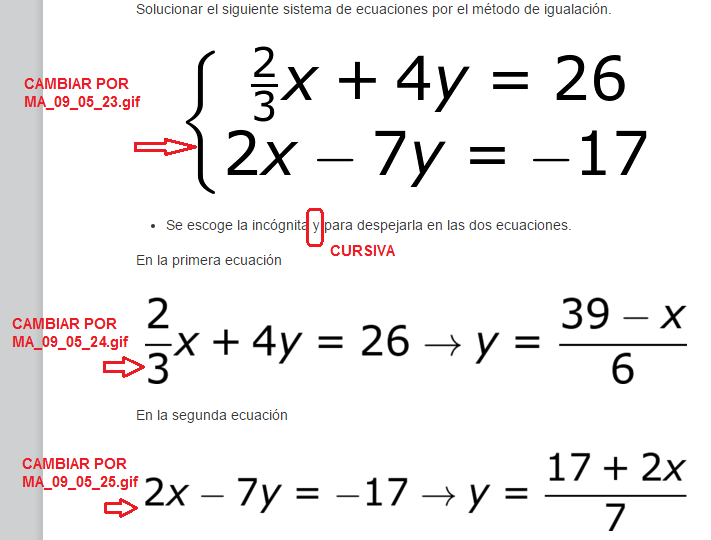 Solucionar el siguiente sistema de ecuaciones por el método de igualación.
CAMBIAR POR
MA_09_05_23.gif
2/3x + 4y = 26
2x − 7y = −17
• Se escoge la incógnita y para despejarla en las dos ecuaciones.
CURSIVA
En la primera ecuación
CAMBIAR POR
MA_09_05_24.gif
2/3x + 4y = 26 → y = 39 − x/6
En la segunda ecuación
CAMBIAR POR
MA_09_05_25.gif
2x − 7y = −17 → y = 17 + 2x/7